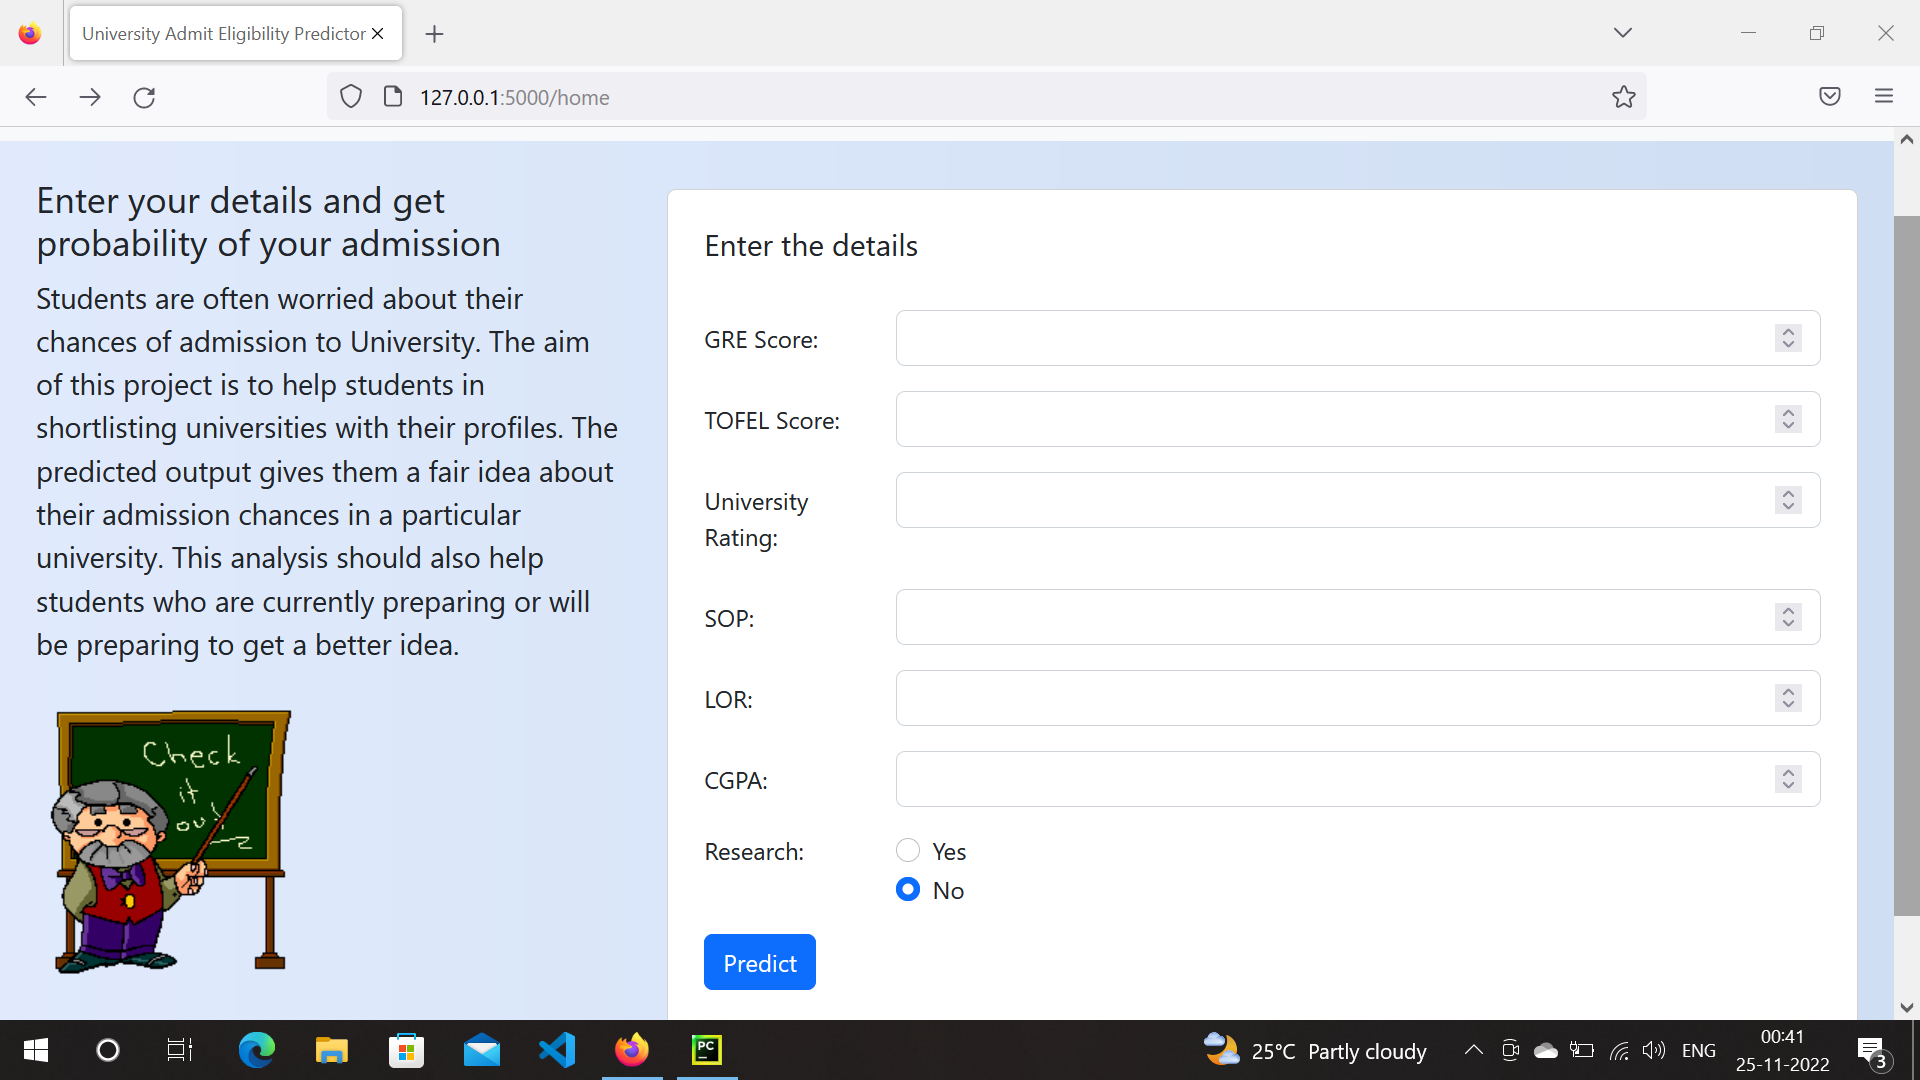 University Admit Eligibility Predictor
127.0.0.1:5000/home
Enter your details and get
probability of your admission
Students are often worried about their
chances of admission to University. The aim
of this project is to help students in
shortlisting universities with their profiles. The
predicted output gives them a fair idea about
their admission chances in a particular
university. This analysis should also help
students who are currently preparing or will
be preparing to get a better idea.
Check
it
out!
Enter the details
GRE Score:
TOFEL Score:
University
Rating:
SOP:
LOR:
CGPA:
Research:
Yes
No
Predict
PC
25°C Partly cloudy
ENG
00:41
25-11-2022
3